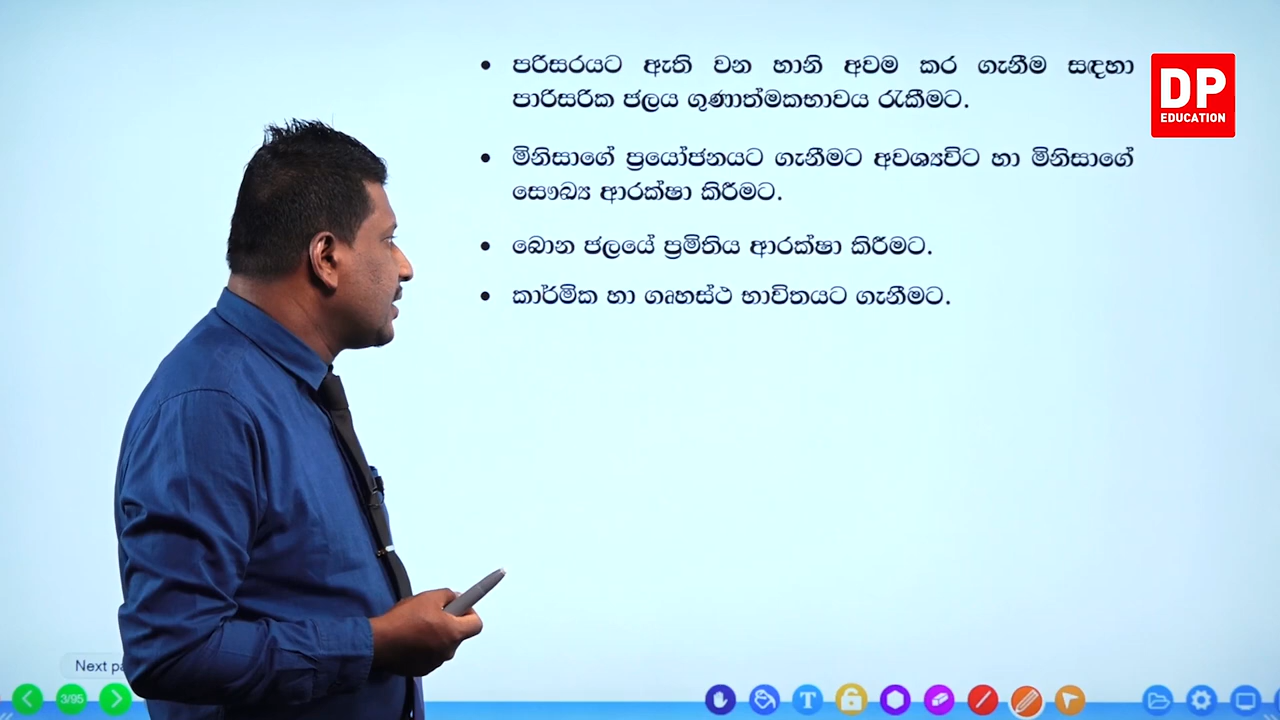 • පරිසරයට ඇති වන හානි අවම කර ගැනීම සඳහා
පාරිසරික ජලය ගුණාත්මකභාවය රැකීමට.
• මිනිසාගේ ප්‍රයෝජනයට ගැනීමට අවශ්‍යවිට හා මිනිසාගේ
සෞඛ්‍ය ආරක්ෂා කිරීමට.
• බොන ජලයේ ප්‍රමිතිය ආරක්ෂා කිරීමට.
• කාර්මික හා ගෘහස්ථ භාවිතයට ගැනීමට.
DP
EDUCATION
Next
3/95
T